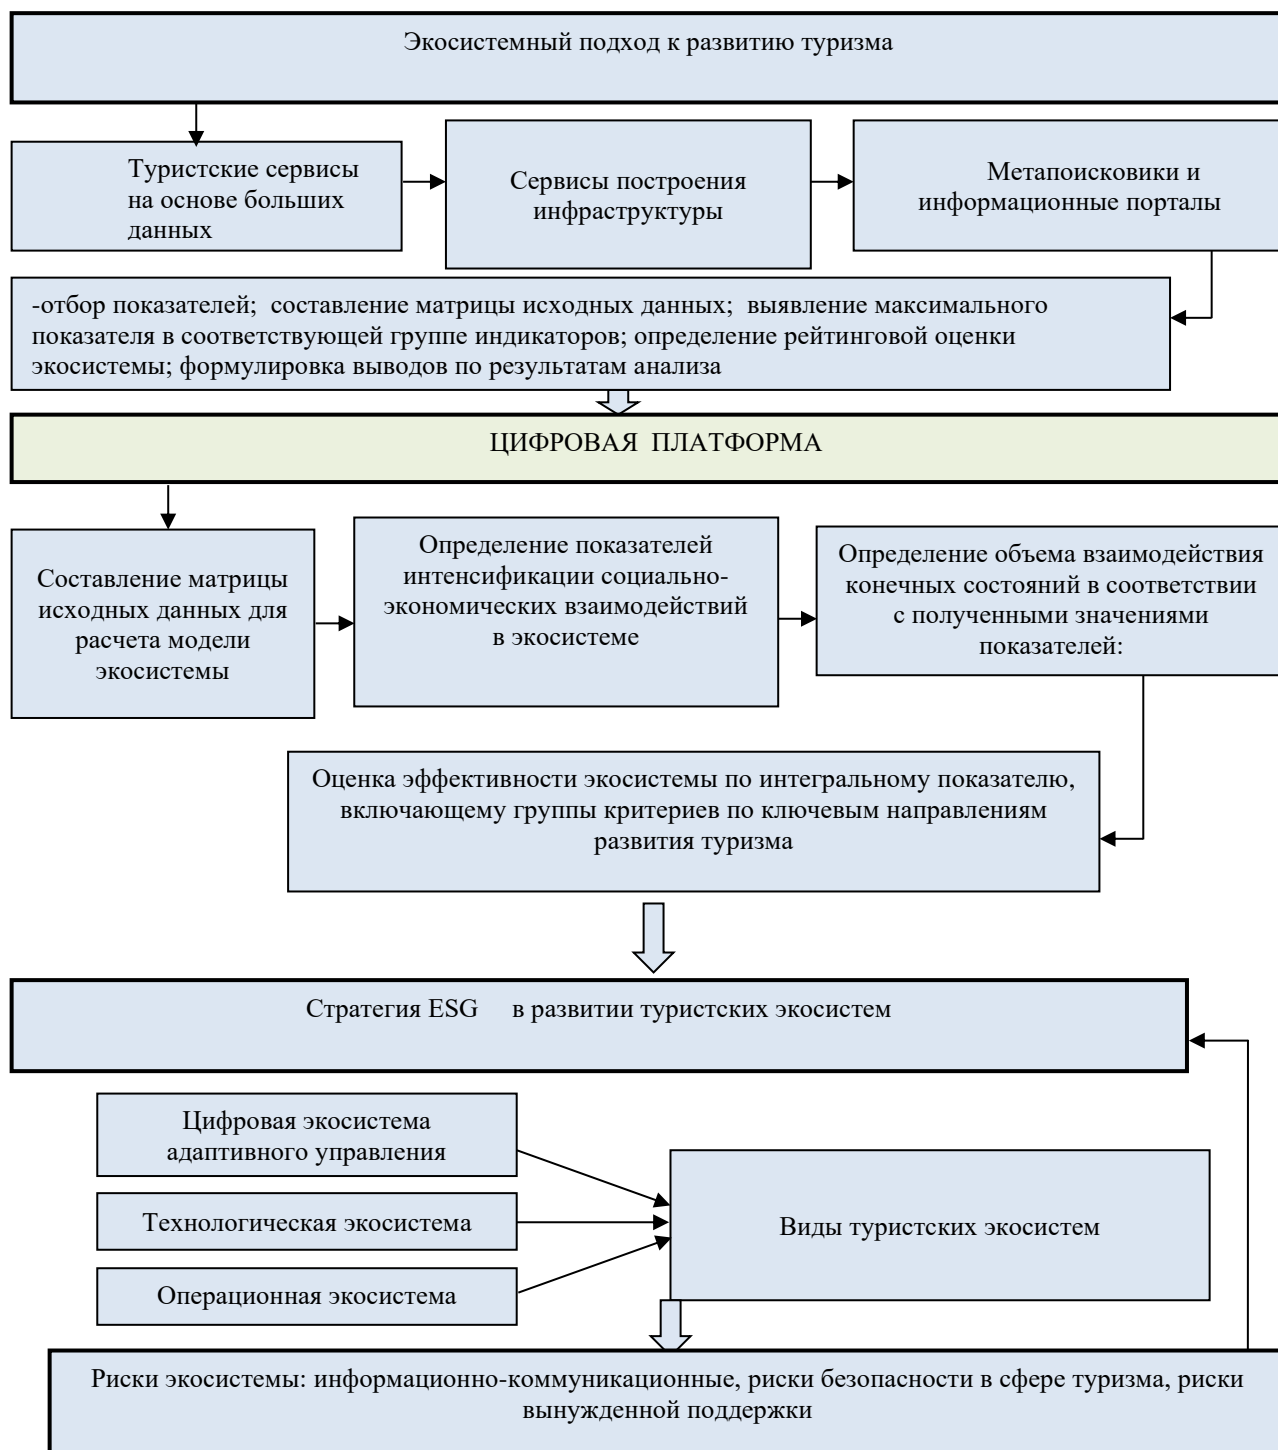 Экосистемный подход к развитию туризма
Туристские сервисы
на основе больших
данных
Сервисы построения
инфраструктуры
Метапоисковики и
информационные порталы
-отбор показателей; составление матрицы исходных данных; выявление максимального
показателя в соответствующей группе индикаторов; определение рейтинговой оценки
экосистемы; формулировка выводов по результатам анализа
ЦИФРОВАЯ ПЛАТФОРМА
Составление матрицы
исходных данных для
расчета модели
экосистемы
Определение показателей
интенсификации социально-
экономических взаимодействий
в экосистеме
Определение объема взаимодействия
конечных состояний в соответствии
с полученными значениями
показателей:
Оценка эффективности экосистемы по интегральному показателю,
включающему группы критериев по ключевым направлениям
развития туризма
Стратегия ESG в развитии туристских экосистем
Цифровая экосистема
адаптивного управления
Технологическая экосистема
Операционная экосистема
Виды туристских экосистем
Риски экосистемы: информационно-коммуникационные, риски безопасности в сфере туризма, риски
вынужденной поддержки